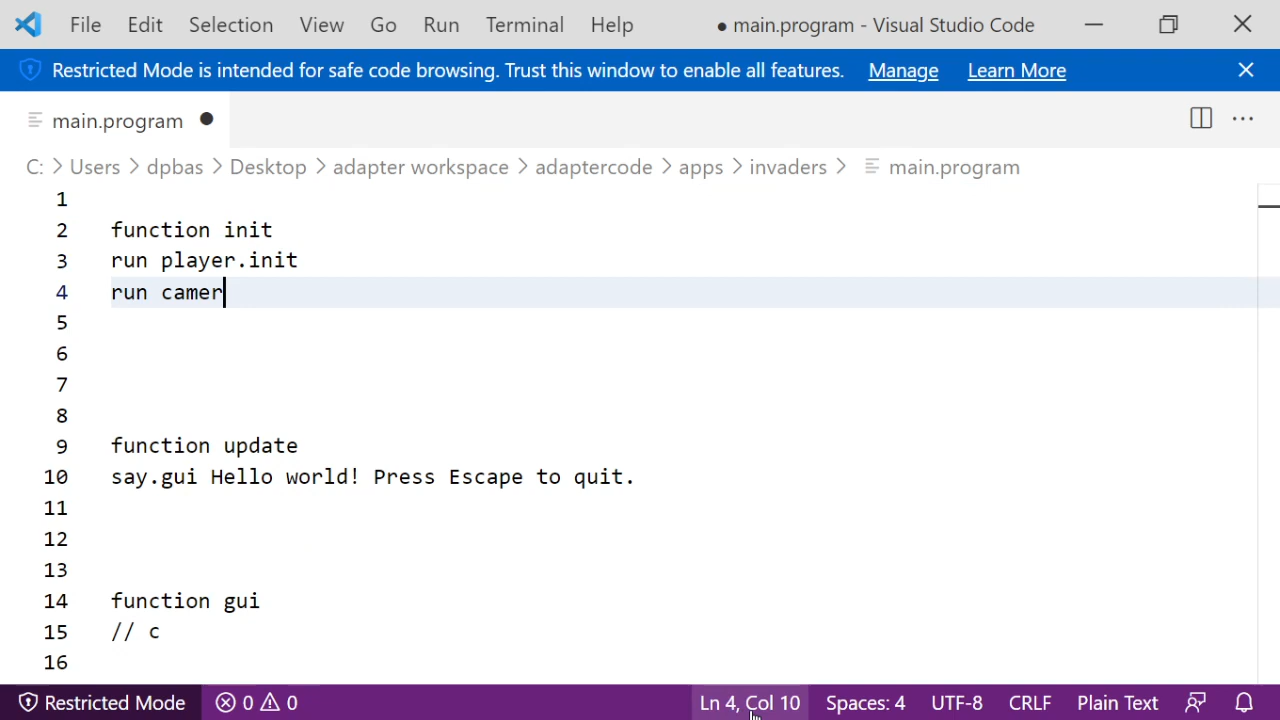 File Edit Selection View Go Run Terminal Help ● main.program - Visual Studio Code
Restricted Mode is intended for safe code browsing. Trust this window to enable all features. Manage Learn More
main.program
C: > Users > dpbas > Desktop > adapter workspace > adaptercode > apps > invaders > main.program
1
2 function init
3 run player.init
4 run camer
5
6
7
8
9 function update
10 say.gui Hello world! Press Escape to quit.
11
12
13
14 function gui
15 // c
16
Restricted Mode 0 0 Ln 4, Col 10 Spaces: 4 UTF-8 CRLF Plain Text